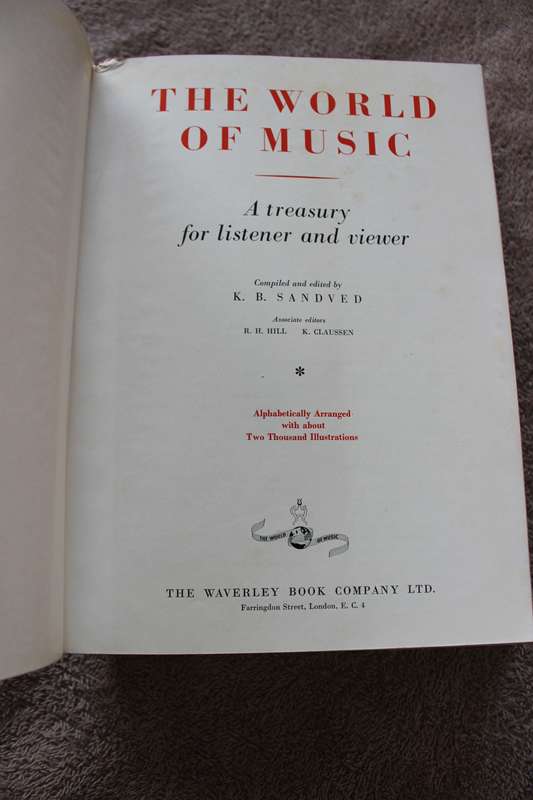 THE WORLD
OF MUSIC
A treasury
for listener and viewer
Compiled and edited by
K. B. SANDVED
Associate editors
R. H. HILL K. CLAUSSEN
*
Alphabetically Arranged
with about
Two Thousand Illustrations
THE WORLD OF MUSIC
THE WAVERLEY BOOK COMPANY LTD.
Farringdon Street, London, E. C. 4